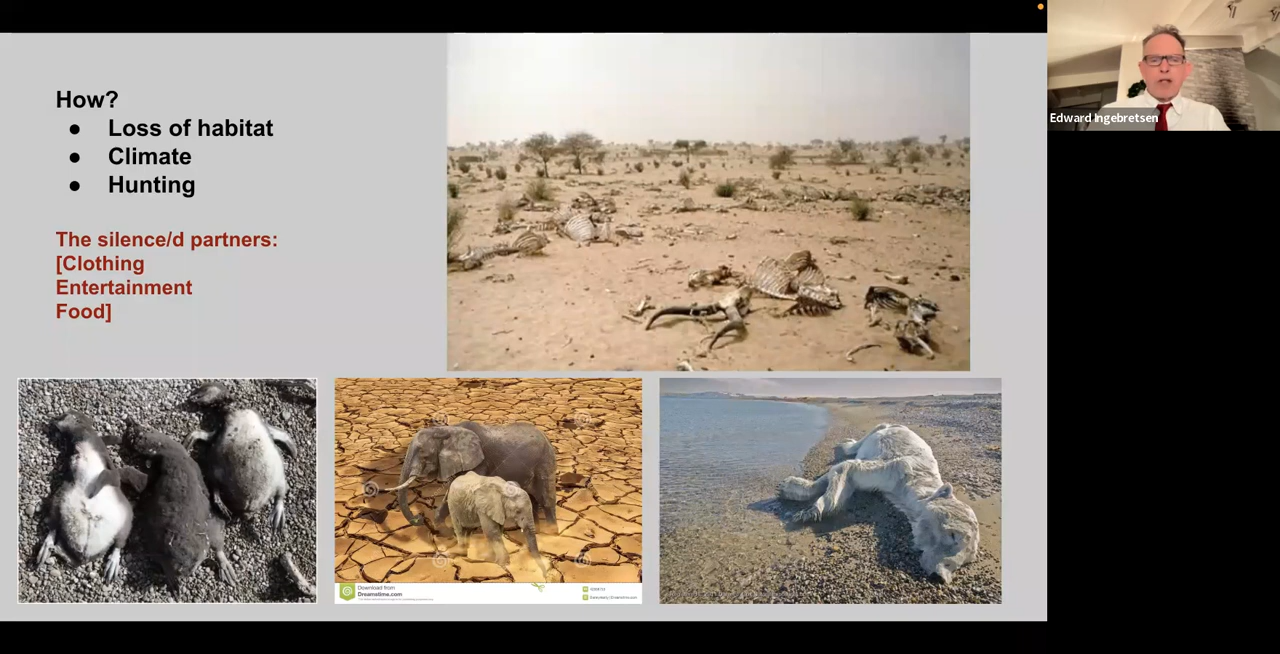 How?
● Loss of habitat
● Climate
● Hunting
The silence/d partners:
[Clothing
Entertainment
Food]
Edward Ingebretsen
Download from
Dreamstime.com